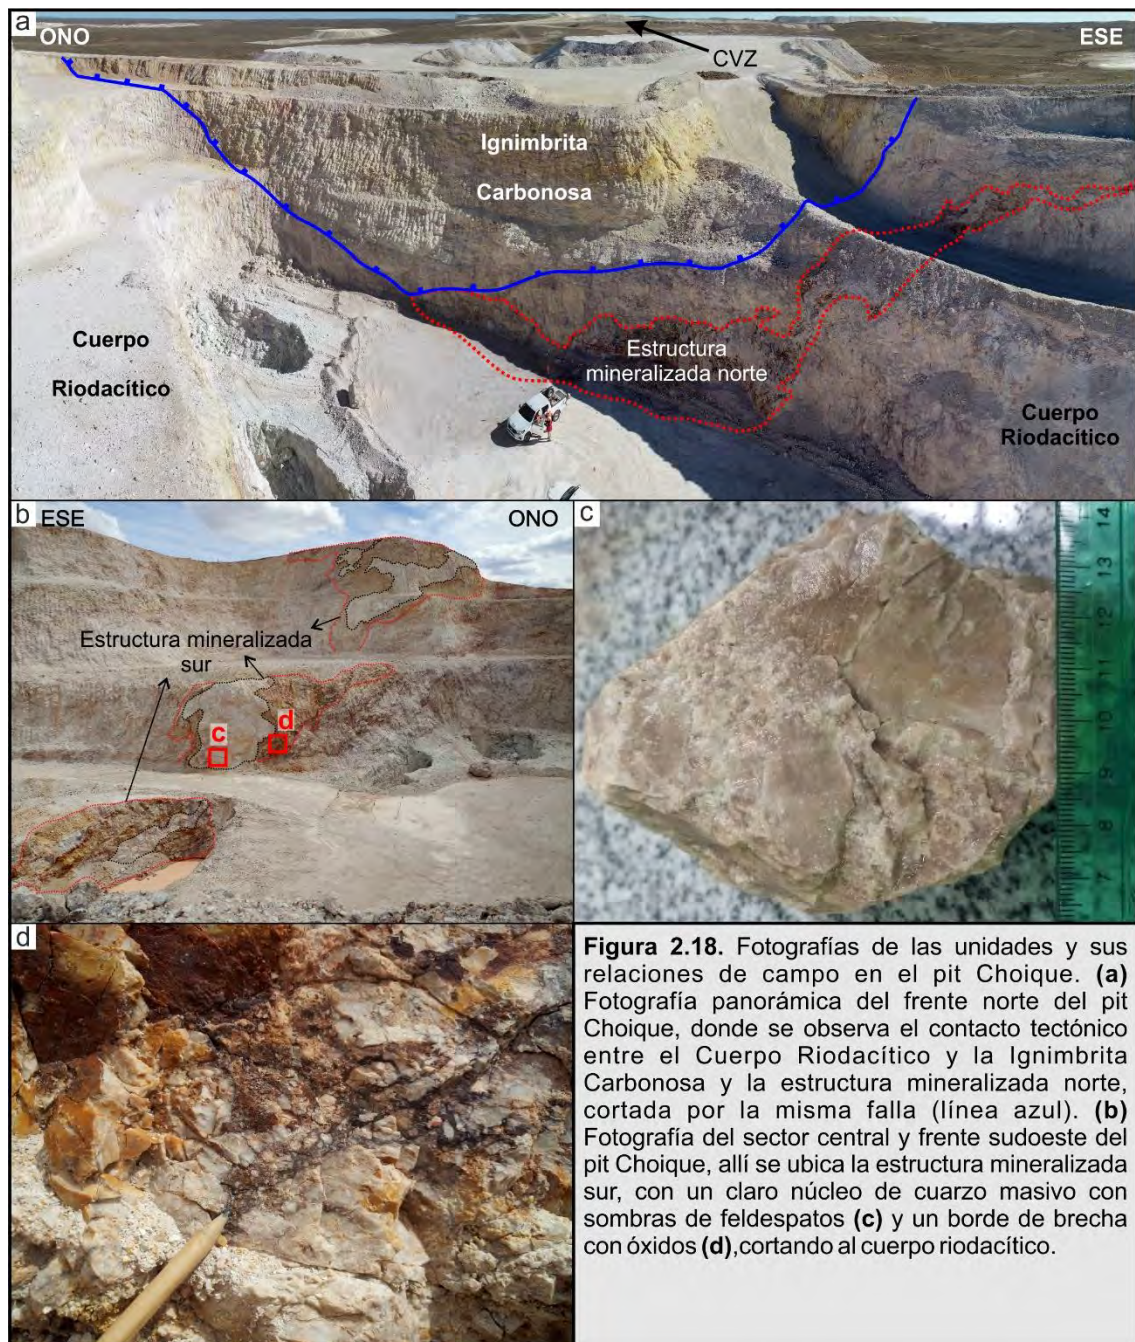 a
ONO
CVZ
ESE
Ignimbrita
Carbonosa
Cuerpo
Riodacítico
Estructura
mineralizada norte
Cuerpo
Riodacítico
b
ESE
ONO
Estructura mineralizada
sur
c
d
c
14
13
12
11
10
9
8
7
d
Figura 2.18. Fotografías de las unidades y sus
relaciones de campo en el pit Choique. (a)
Fotografía panorámica del frente norte del pit
Choique, donde se observa el contacto tectónico
entre el Cuerpo Riodacítico y la Ignimbrita
Carbonosa y la estructura mineralizada norte,
cortada por la misma falla (línea azul). (b)
Fotografía del sector central y frente sudoeste del
pit Choique, allí se ubica la estructura mineralizada
sur, con un claro núcleo de cuarzo masivo con
sombras de feldespatos (c) y un borde de brecha
con óxidos (d),cortando al cuerpo riodacítico.